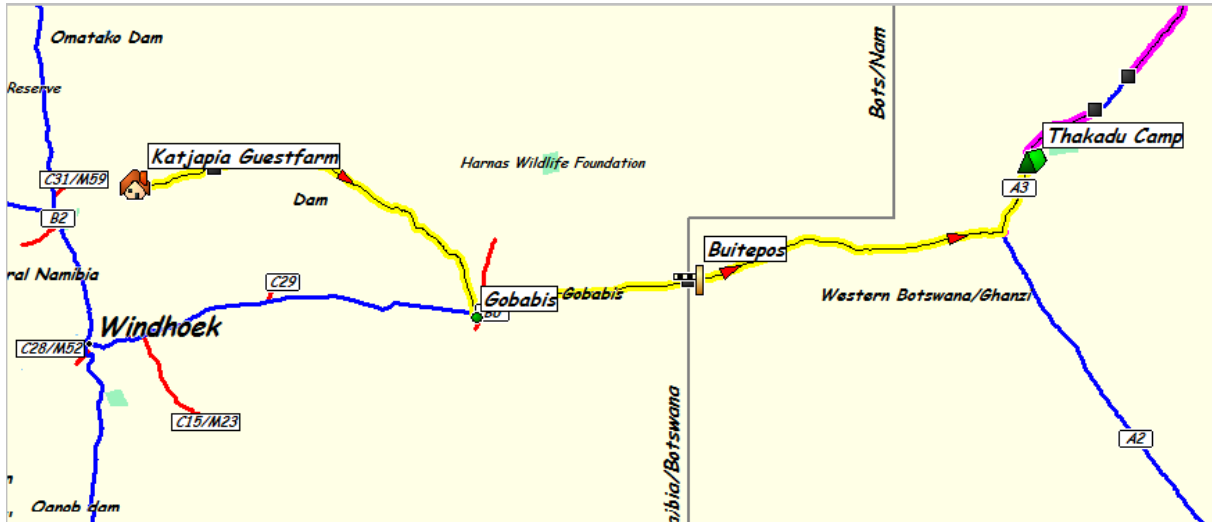 Omatako Dam
Bots/Nam
Reserve
Katjapia Guestfarm
Thakadu Camp
Harnas Wildlife Foundation
C31/M59
A3
Dam
B2
Buitepos
ral Namibia
C29
Gobabis
Gobabis
Western Botswana/Ghanzi
Windhoek
C28/M52
C15/M23
A2
ibia/Botswana
Oanob dam